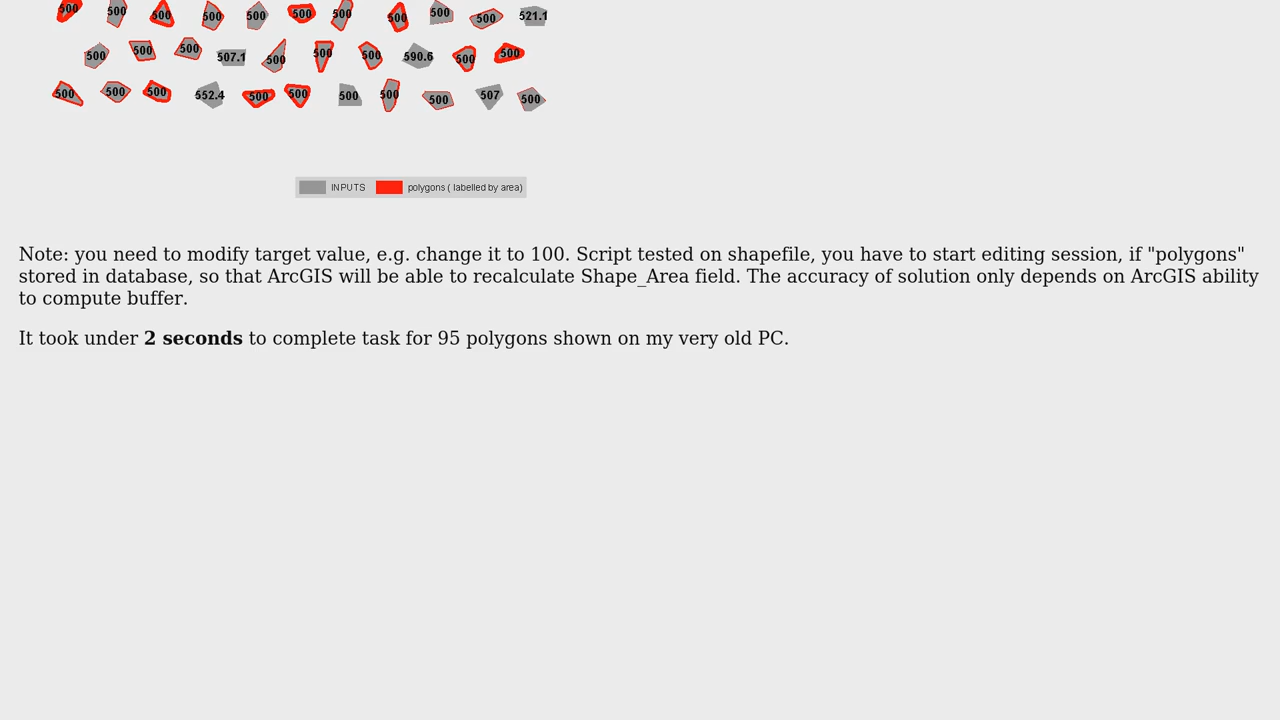 500 500 500 500 500 500 500 500 500 500 521.1
500 500 500 507.1 500 500 500 590.6 500 500
500 500 500 552.4 500 500 500 500 500 507 500
INPUTS polygons ( labelled by area)
Note: you need to modify target value, e.g. change it to 100. Script tested on shapefile, you have to start editing session, if "polygons"
stored in database, so that ArcGIS will be able to recalculate Shape_Area field. The accuracy of solution only depends on ArcGIS ability
to compute buffer.
It took under 2 seconds to complete task for 95 polygons shown on my very old PC.